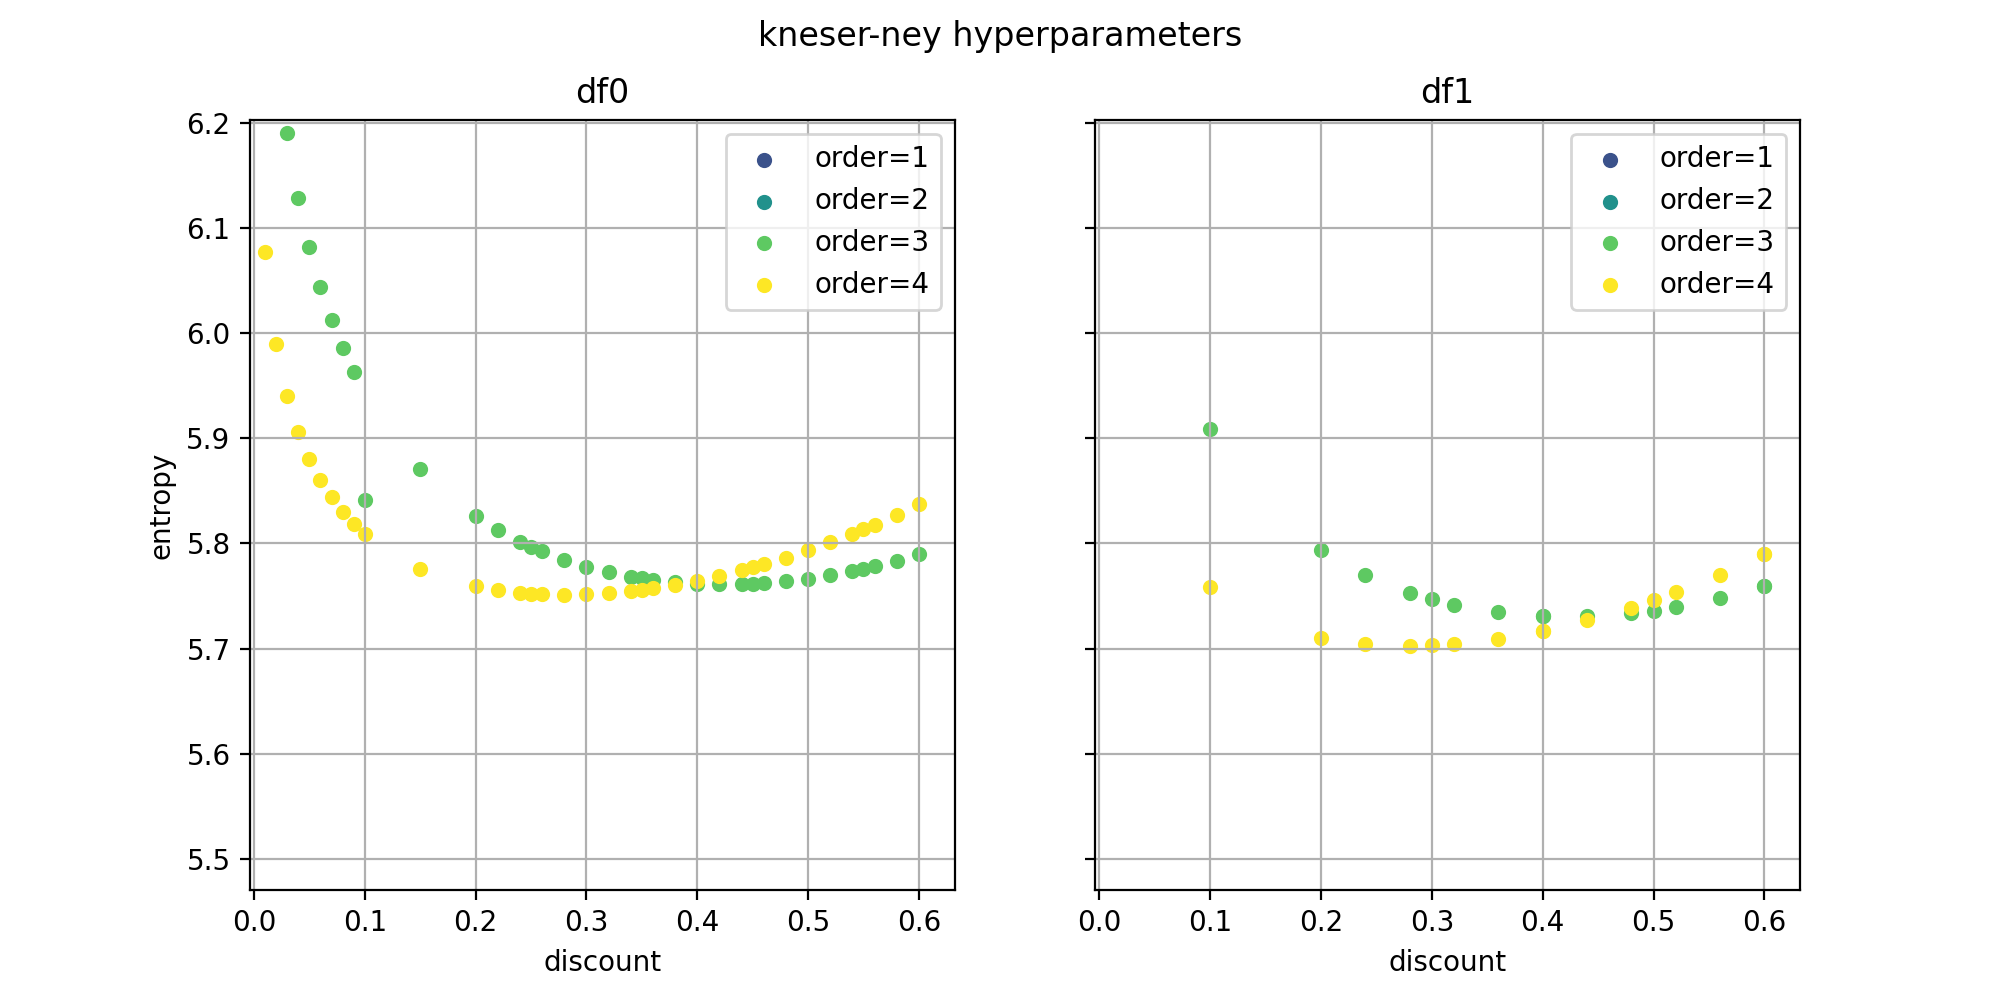 kneser-ney hyperparameters
df0
6.2
6.1
6.0
5.9
5.8
5.7
5.6
5.5
entropy
order=1
order=2
order=3
order=4
0.0 0.1 0.2 0.3 0.4 0.5 0.6
discount
df1
order=1
order=2
order=3
order=4
0.0 0.1 0.2 0.3 0.4 0.5 0.6
discount